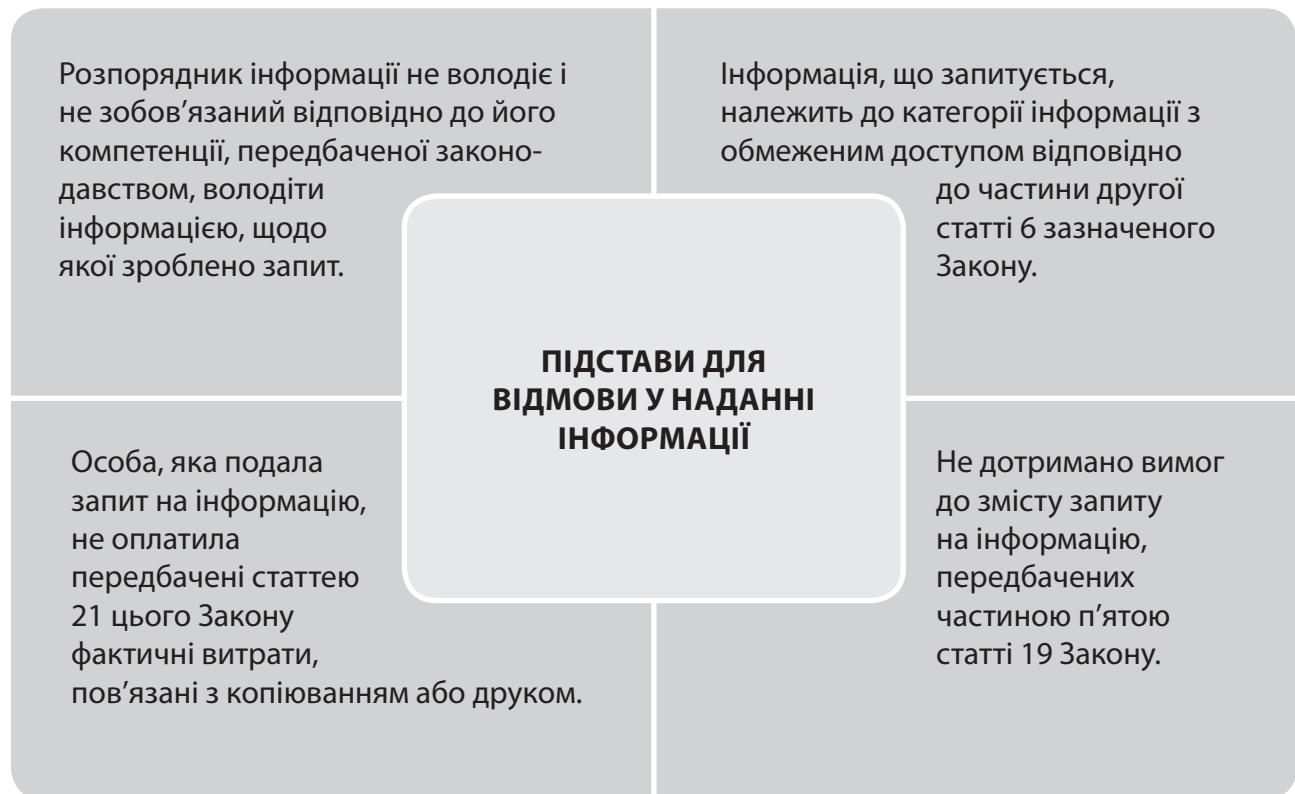 Розпорядник інформації не володіє і
не зобов’язаний відповідно до його
компетенції, передбаченої законо-
давством, володіти
інформацією, щодо
якої зроблено запит.
Інформація, що запитується,
належить до категорії інформації з
обмеженим доступом відповідно
до частини другої
статті 6 зазначеного
Закону.
ПІДСТАВИ ДЛЯ
ВІДМОВИ У НАДАННІ
ІНФОРМАЦІЇ
Особа, яка подала
запит на інформацію,
не оплатила
передбачені статтею
21 цього Закону
фактичні витрати,
пов’язані з копіюванням або друком.
Не дотримано вимог
до змісту запиту
на інформацію,
передбачених
частиною п’ятою
статті 19 Закону.